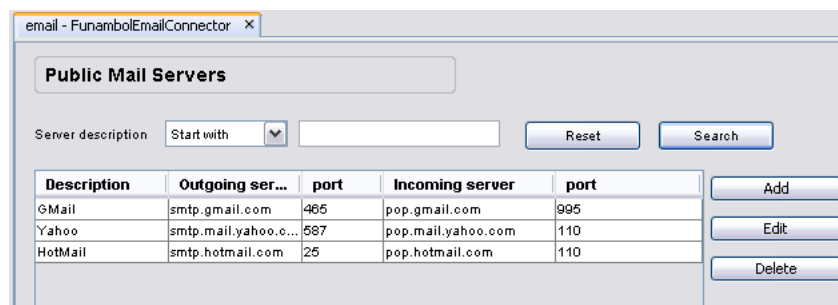 email - FunambolEmailConnector ×
Public Mail Servers
Server description Start with Reset Search
Description Outgoing ser... port Incoming server port Add
GMail smtp.gmail.com 465 pop.gmail.com 995
Yahoo smtp.mail.yahoo.c... 587 pop.mail.yahoo.com 110 Edit
HotMail smtp.hotmail.com 25 pop.hotmail.com 110
Delete